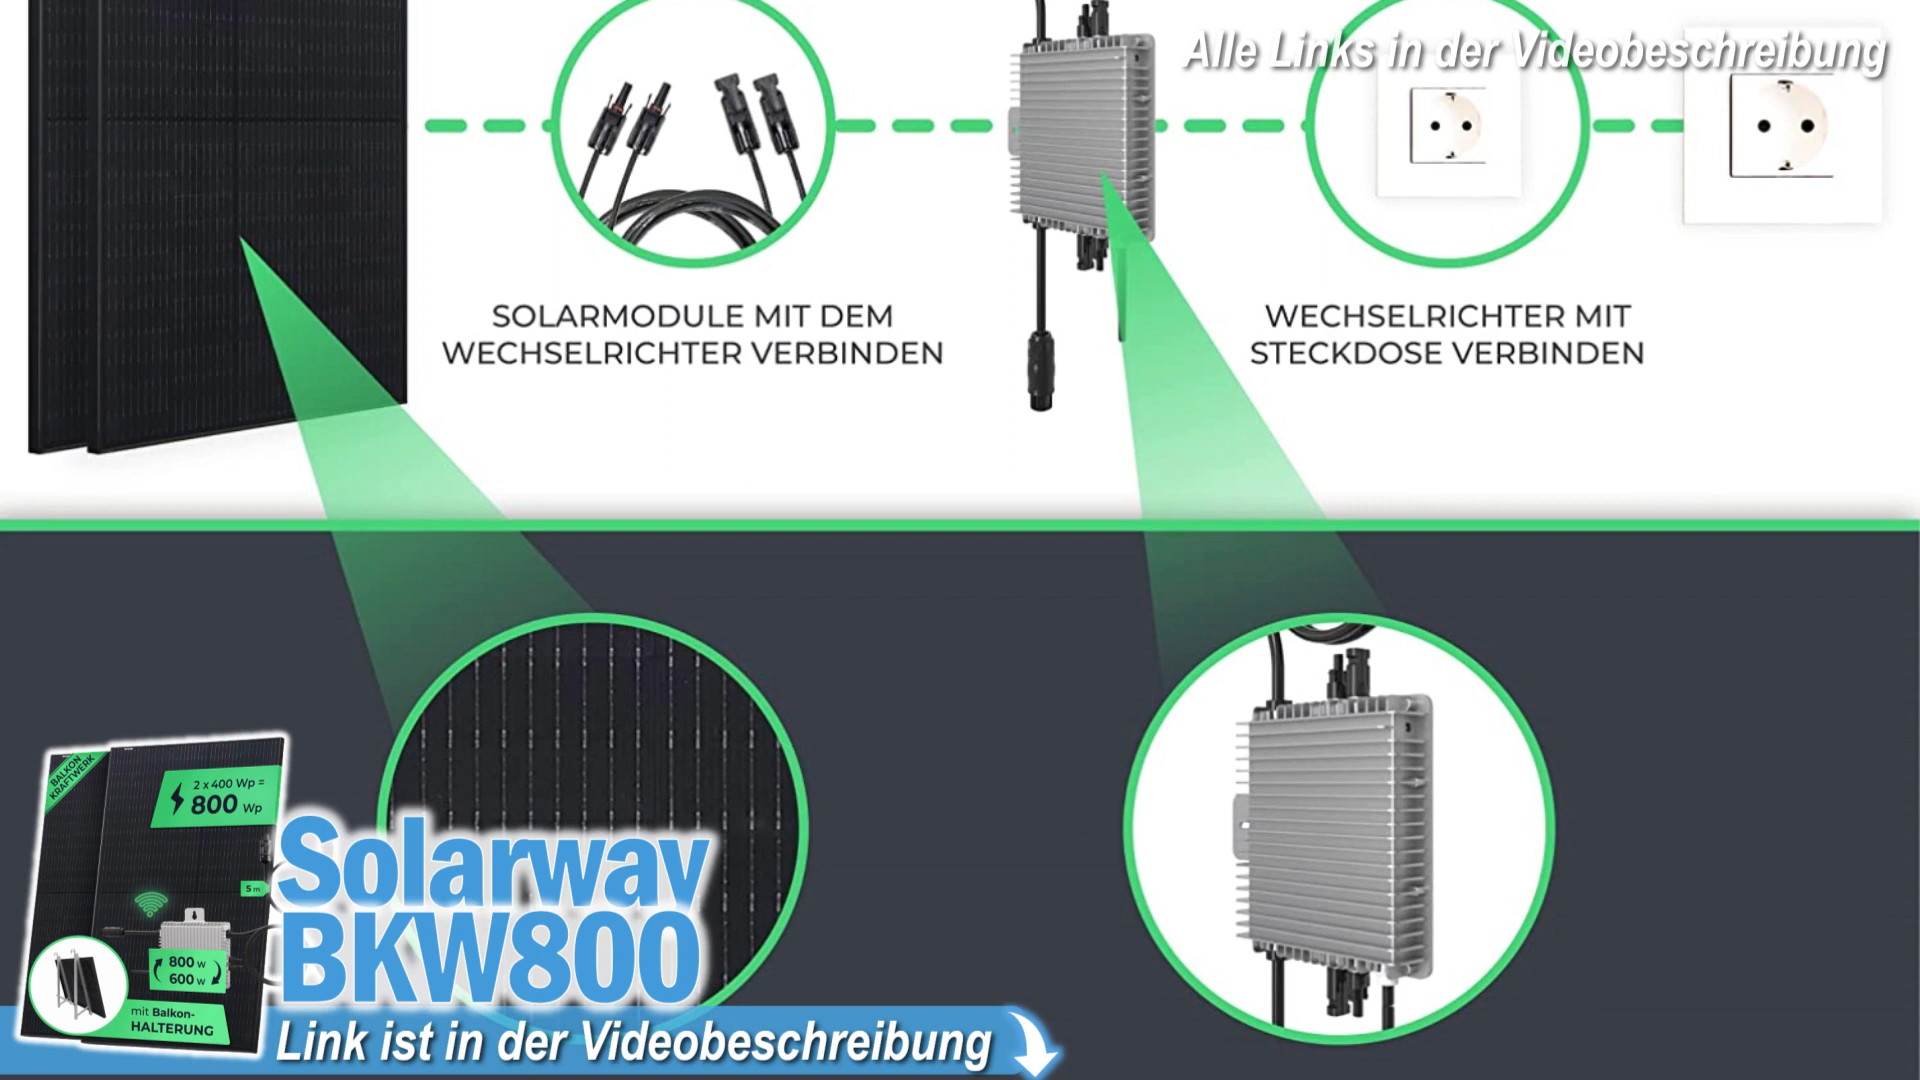 Alle Links in der Videobeschreibung
SOLARMODULE MIT DEM
WECHSELRICHTER VERBINDEN
WECHSELRICHTER MIT
STECKDOSE VERBINDEN
BALKON
KRAFTWERK
2 x 400 Wp =
800 Wp
5 m
800 W
600 W
mit Balkon-
HALTERUNG
Solarway
BKW800
Link ist in der Videobeschreibung